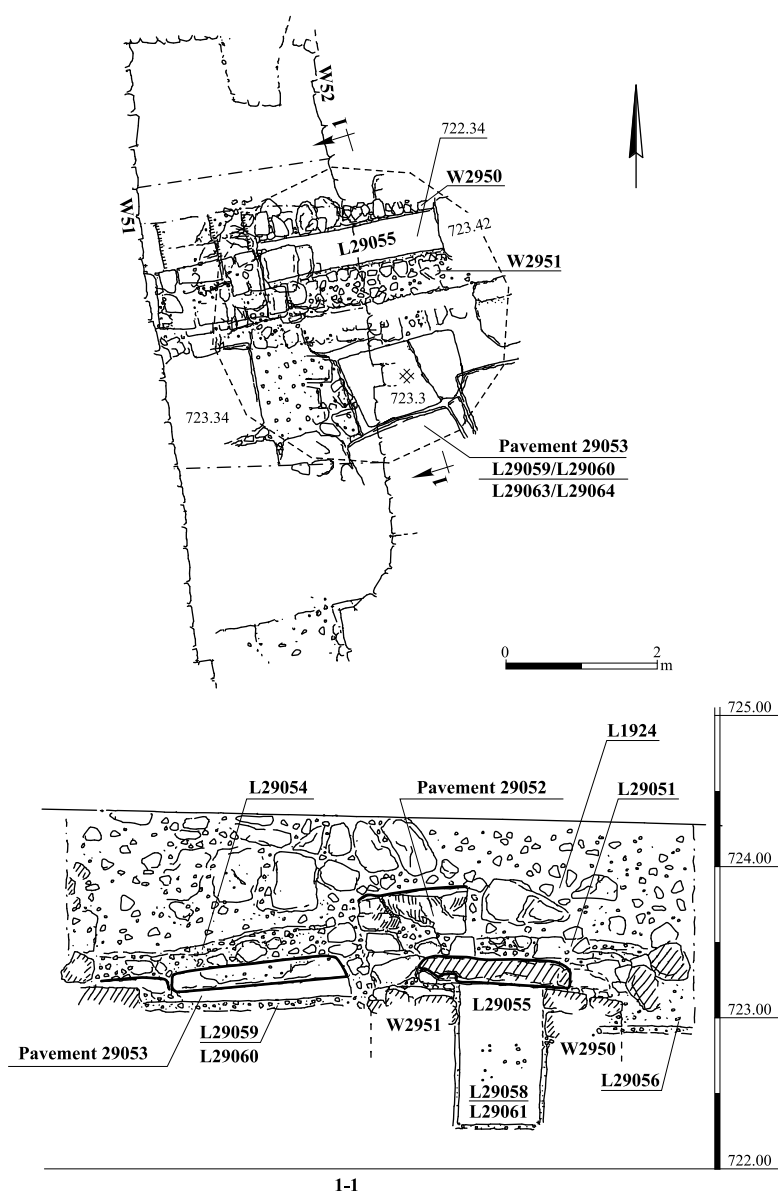 W52
1
722.34
W2950
W51
L29055
723.42
W2951
723.3
723.34
Pavement 29053
L29059/L29060
L29063/L29064
1
0 2
m
725.00
L1924
L29054
Pavement 29052
L29051
724.00
L29055
723.00
W2951
L29059
W2950
Pavement 29053
L29060
L29056
L29058
L29061
722.00
1-1